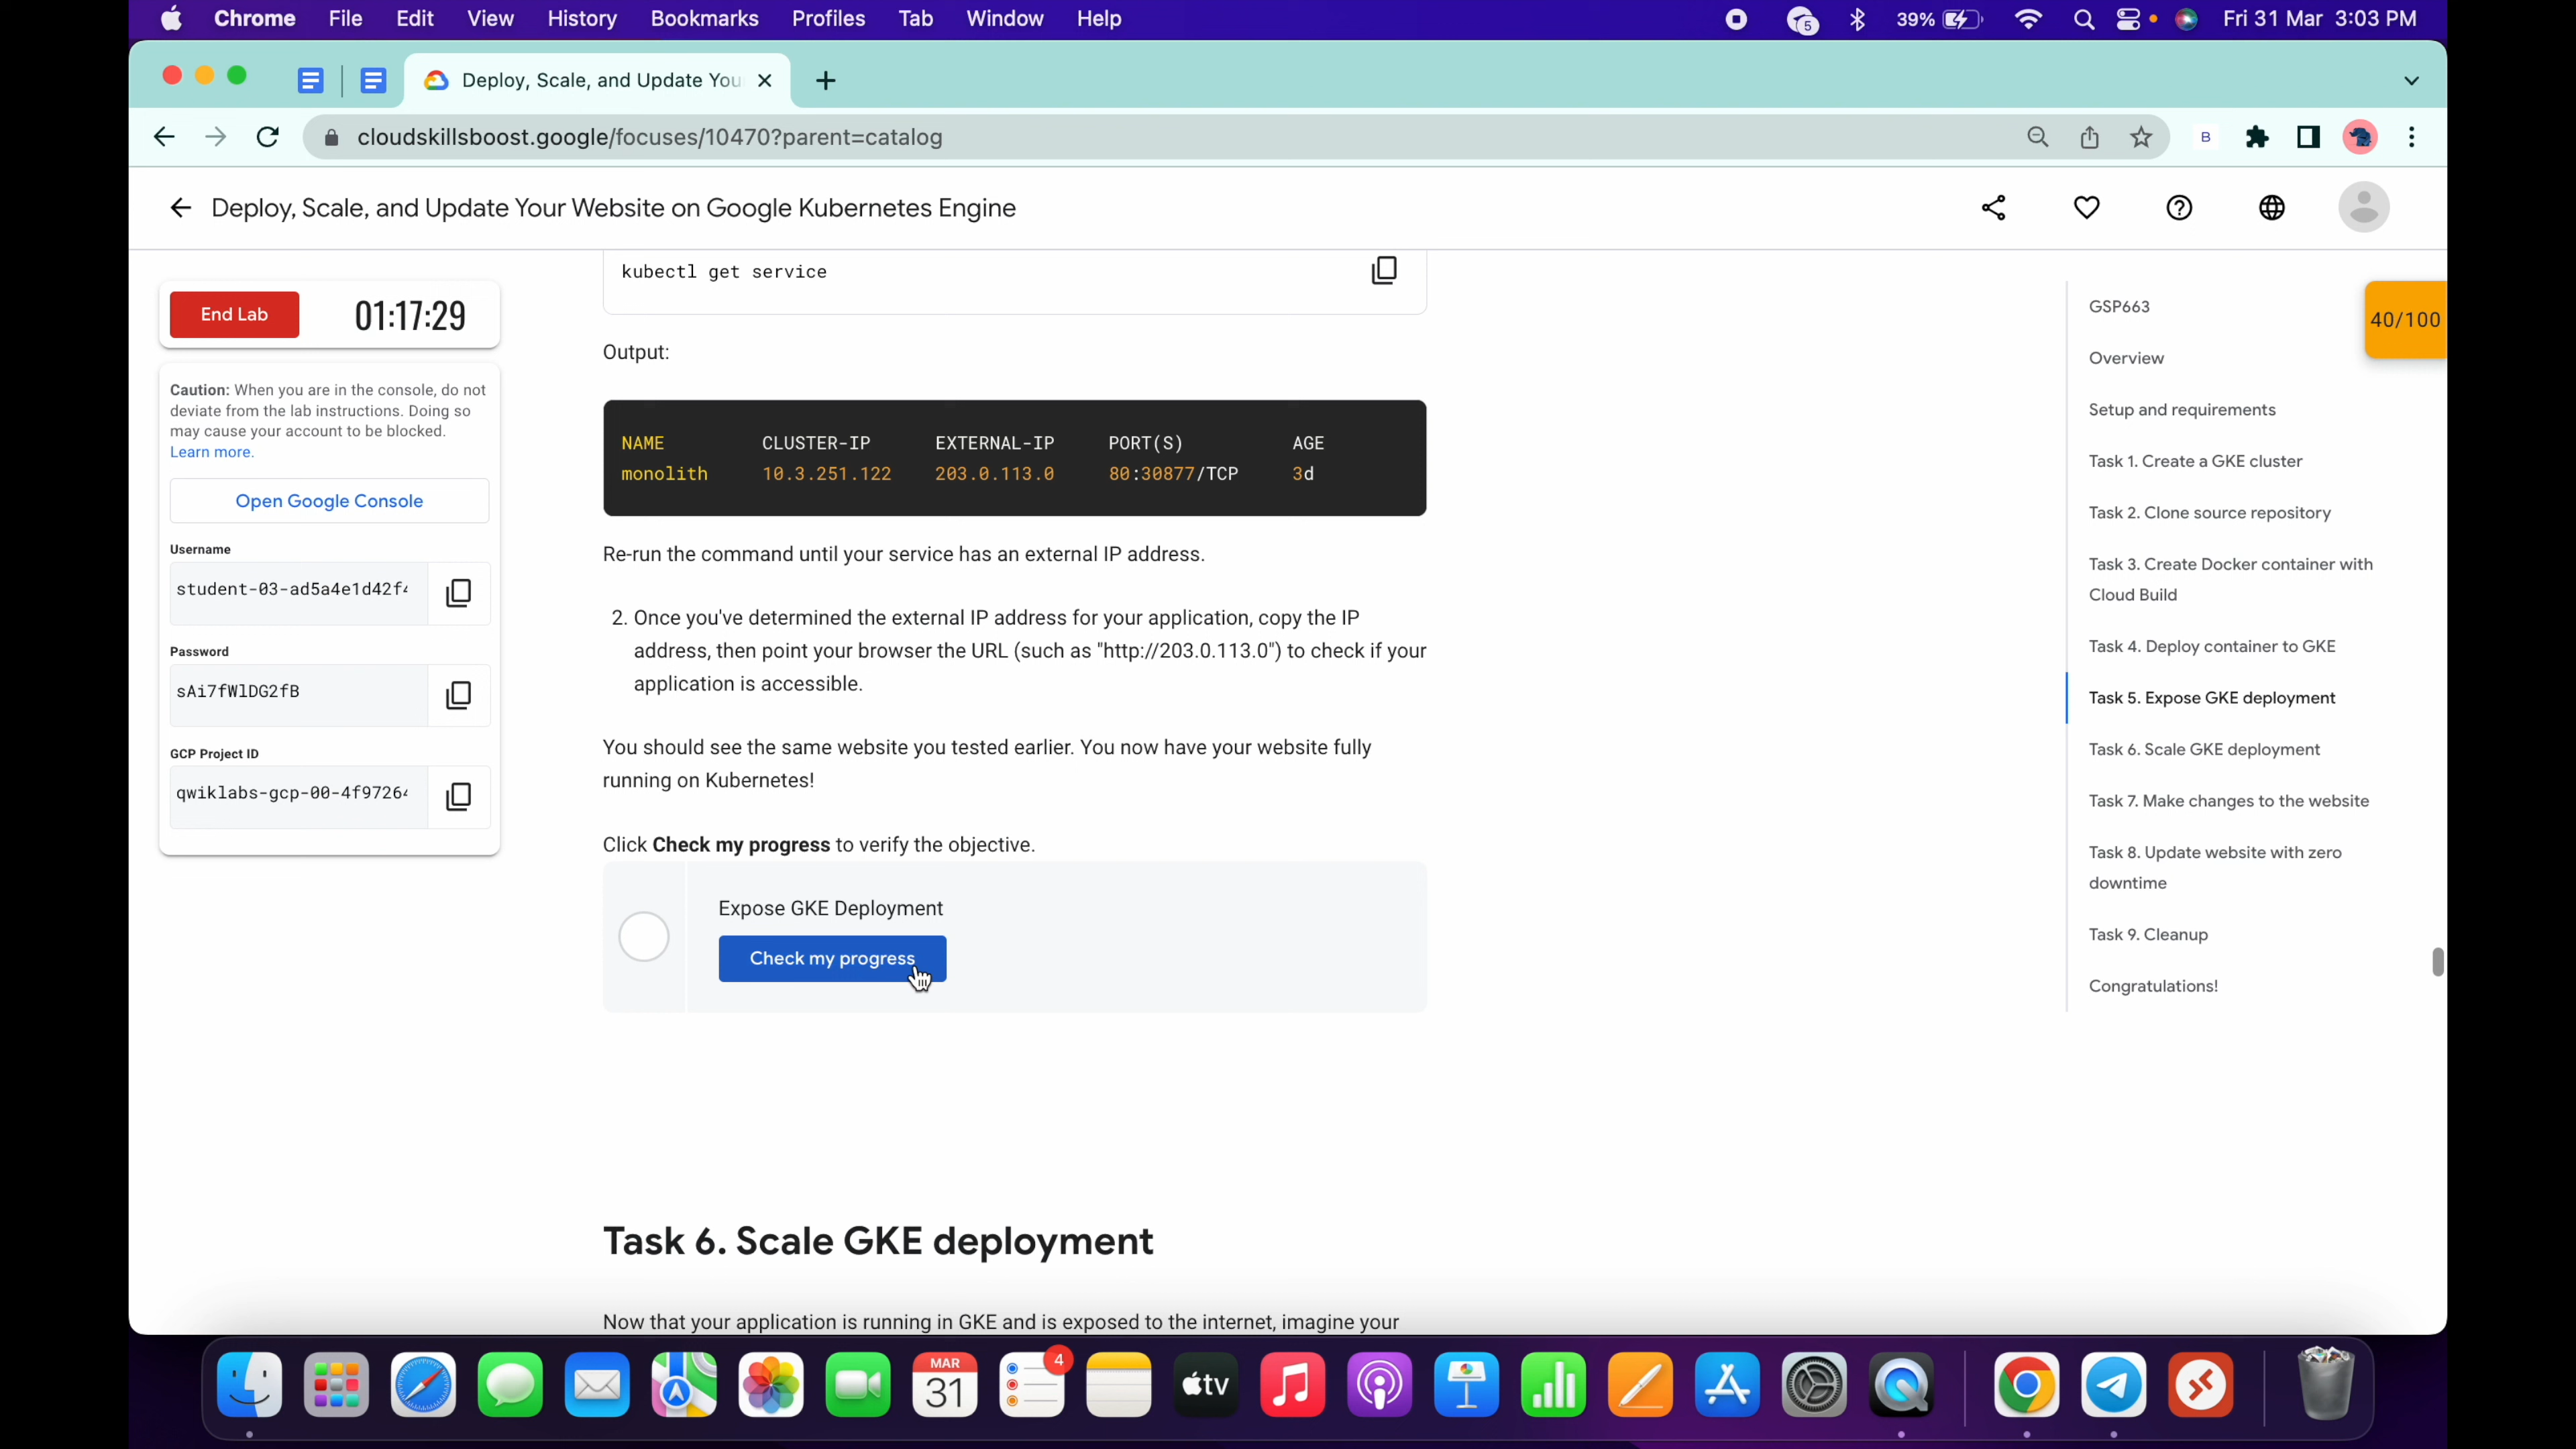 Chrome File Edit View History Bookmarks Profiles Tab Window Help
5
39%
Fri 31 Mar 3:03 PM
Deploy, Scale, and Update You
cloudskillsboost.google/focuses/10470?parent=catalog
B
Deploy, Scale, and Update Your Website on Google Kubernetes Engine
End Lab
01:17:29
Caution: When you are in the console, do not
deviate from the lab instructions. Doing so
may cause your account to be blocked.
Learn more.
Open Google Console
Username
student-03-ad5a4e1d42f4
Password
sAi7fWlDG2fB
GCP Project ID
qwiklabs-gcp-00-4f97264
kubectl get service
Output:
NAME CLUSTER-IP EXTERNAL-IP PORT(S) AGE
monolith 10.3.251.122 203.0.113.0 80:30877/TCP 3d
Re-run the command until your service has an external IP address.
2. Once you've determined the external IP address for your application, copy the IP
address, then point your browser the URL (such as "http://203.0.113.0") to check if your
application is accessible.
You should see the same website you tested earlier. You now have your website fully
running on Kubernetes!
Click Check my progress to verify the objective.
Expose GKE Deployment
Check my progress
Task 6. Scale GKE deployment
Now that your application is running in GKE and is exposed to the internet, imagine your
GSP663
40/100
Overview
Setup and requirements
Task 1. Create a GKE cluster
Task 2. Clone source repository
Task 3. Create Docker container with
Cloud Build
Task 4. Deploy container to GKE
Task 5. Expose GKE deployment
Task 6. Scale GKE deployment
Task 7. Make changes to the website
Task 8. Update website with zero
downtime
Task 9. Cleanup
Congratulations!
MAR
31
4
tv